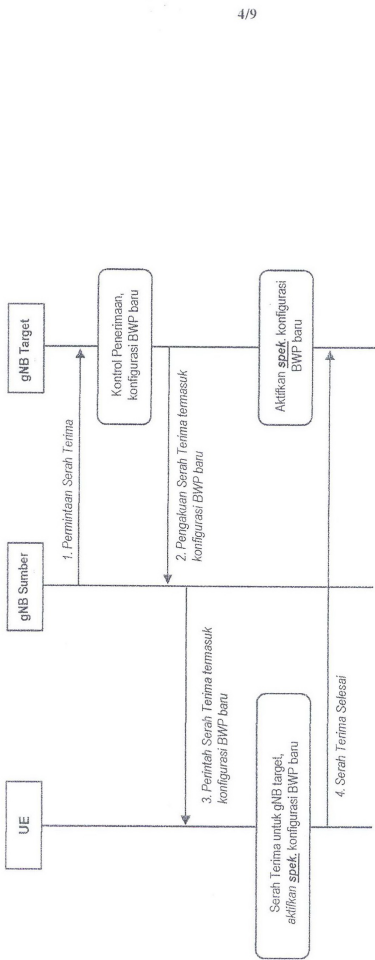 4/9
UE
gNB Sumber
gNB Target
1. Permintaan Serah Terima
Kontrol Penerimaan,
konfigurasi BWP baru
2. Pengakuan Serah Terima termasuk
konfigurasi BWP baru
3. Perintah Serah Terima termasuk
konfigurasi BWP baru
Serah Terima untuk gNB target,
aktifkan spek. konfigurasi BWP baru
Aktifkan spek. konfigurasi
BWP baru
4. Serah Terima Selesai